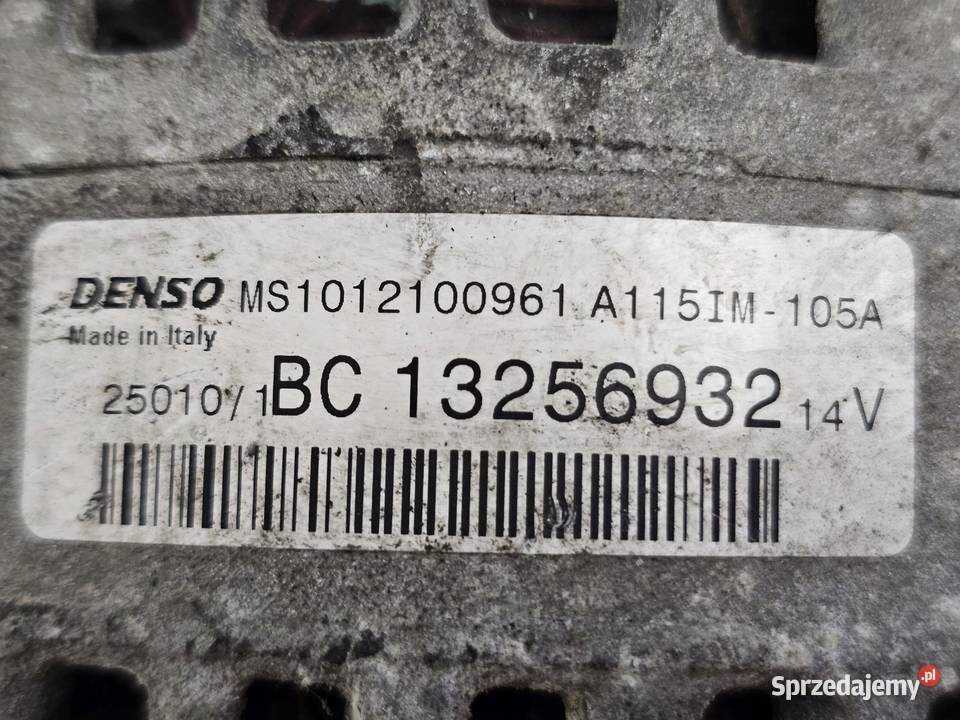 DENSO MS1012100961 A115IM-105A
Made in Italy
25010/1 BC 13256932 14V
Sprzedajemy.pl